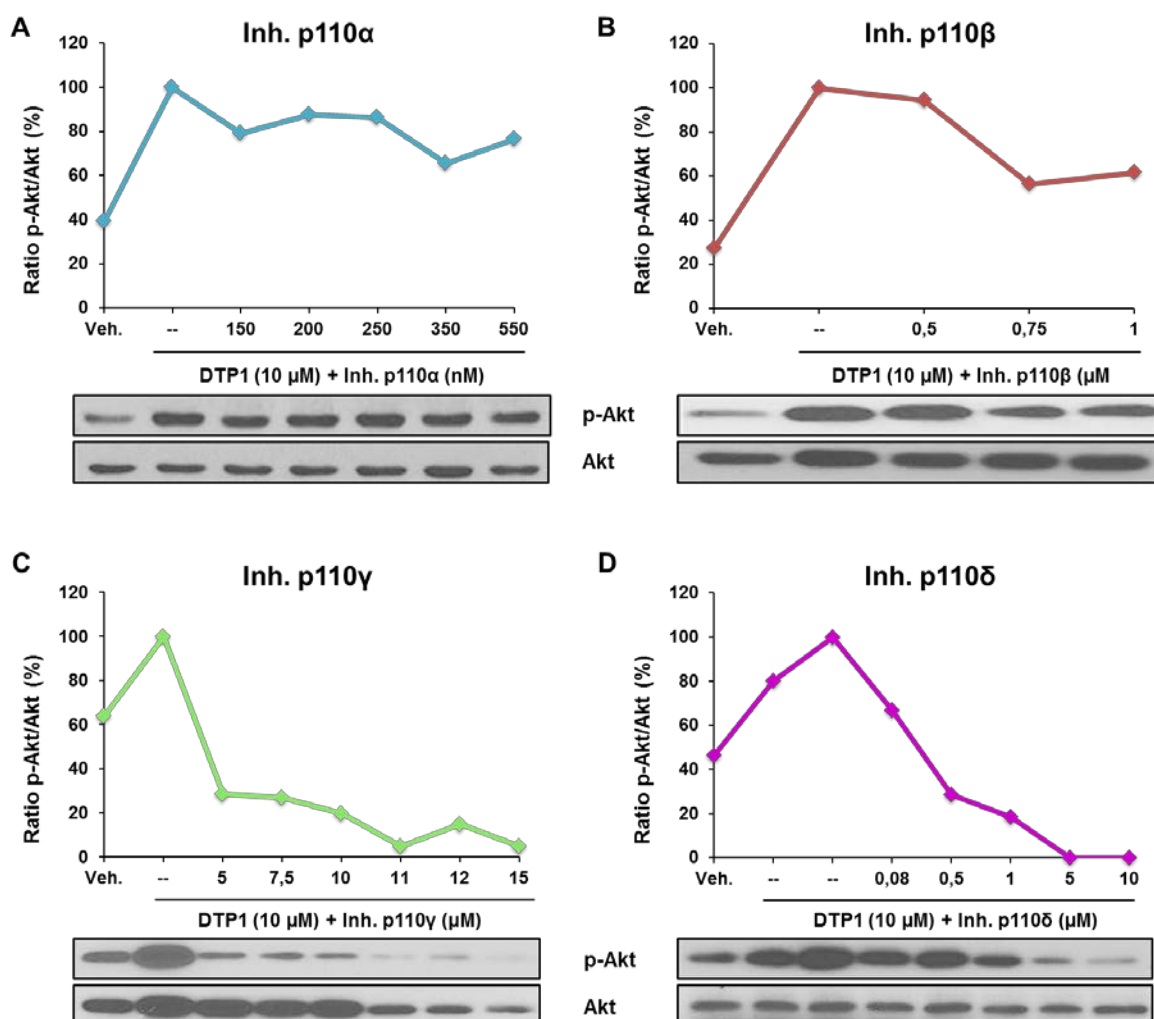 A
Inh. p110α
Ratio p-Akt/Akt (%)
120
100
80
60
40
20
0
Veh. -- 150 200 250 350 550
DTP1 (10 µM) + Inh. p110α (nM)
B
Inh. p110β
Ratio p-Akt/Akt (%)
120
100
80
60
40
20
0
Veh. -- 0,5 0,75 1
DTP1 (10 µM) + Inh. p110β (µM
p-Akt
Akt
C
Inh. p110γ
Ratio p-Akt/Akt (%)
120
100
80
60
40
20
0
Veh. -- 5 7,5 10 11 12 15
DTP1 (10 µM) + Inh. p110γ (µM)
D
Inh. p110δ
Ratio p-Akt/Akt (%)
120
100
80
60
40
20
0
Veh. -- -- 0,08 0,5 1 5 10
DTP1 (10 µM) + Inh. p110δ (µM)
p-Akt
Akt